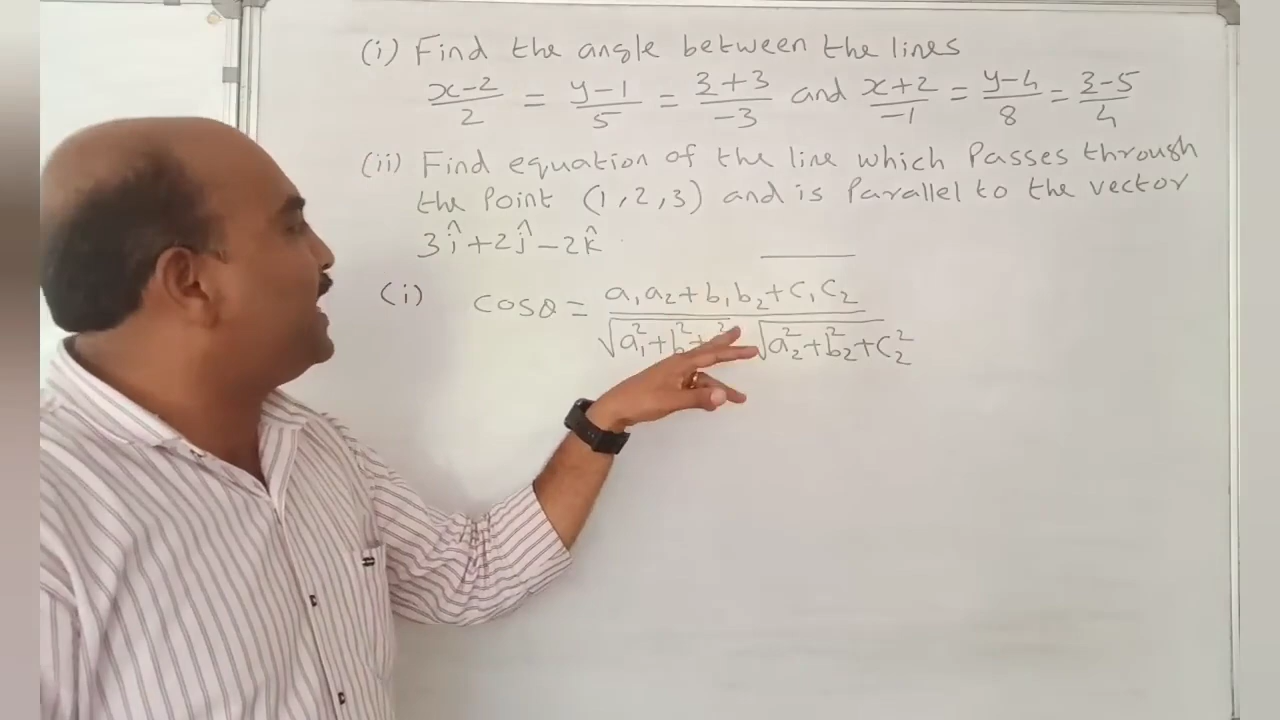 (i) Find the angle between the lines
x-2/2 = y-1/5 = z+3/-3 and x+2/-1 = y-4/8 = z-5/4
(ii) Find equation of the line which Passes through
the Point (1,2,3) and is Parallel to the vector
3î+2ĵ-2k̂
(i) cosθ = a₁a₂+b₁b₂+c₁c₂/√a₁²+b²+ ² √a₂²+b₂²+c₂²